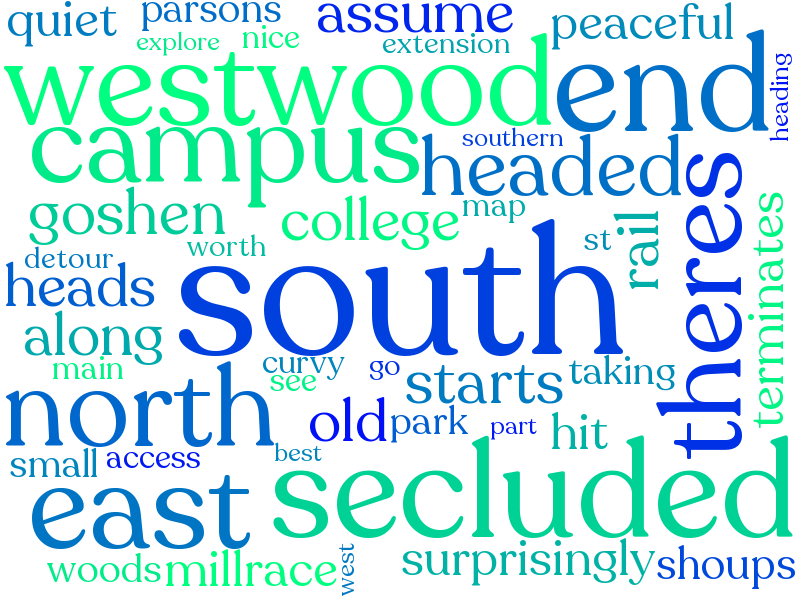 quiet
parsons
assume
peaceful
explore
nice
extension
westwood
end
heading
campus
southern
headed
theres
goshen
college
map
st
rail
terminates
detour
worth
heads
south
along
main
curvy
see
go
starts
taking
north
old
park
part
hit
small
access
best
secluded
east
woods
millrace
west
surprisingly
shoups